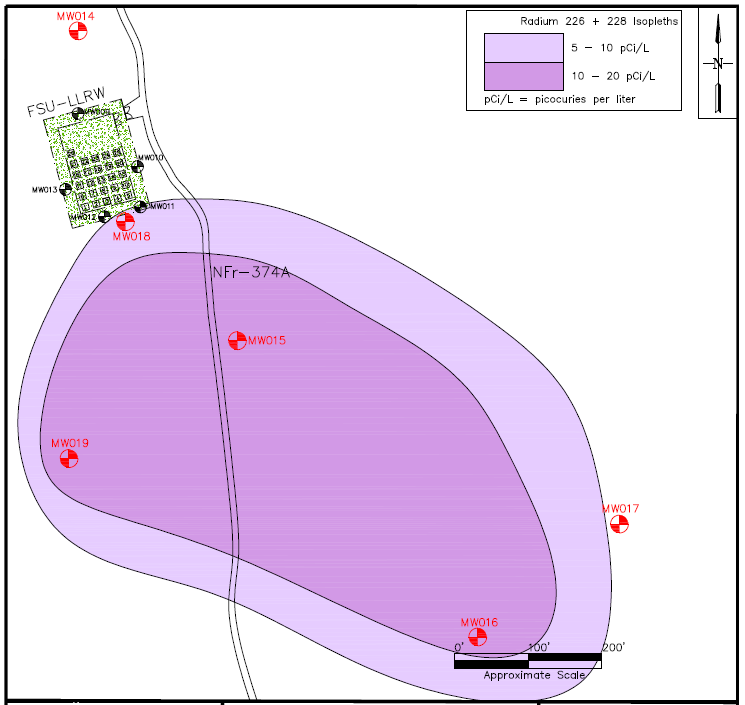 MW014
Radium 226 + 228 Isopleths
5 - 10 pCi/L
10 - 20 pCi/L
pCi/L = picocuries per liter
N
FSU-LLRW
MW010
MW013
MW011
MW012
MW018
NFr-374A
MW015
MW019
MW017
MW016
0' 100' 200'
Approximate Scale